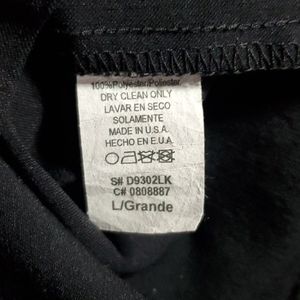 100%Polyester/Poliester
DRY CLEAN ONLY
LAVAR EN SECO
SOLAMENTE
MADE IN U.S.A.
HECHO EN E.U.A.
S# D9302LK
C# 0808887
L/Grande